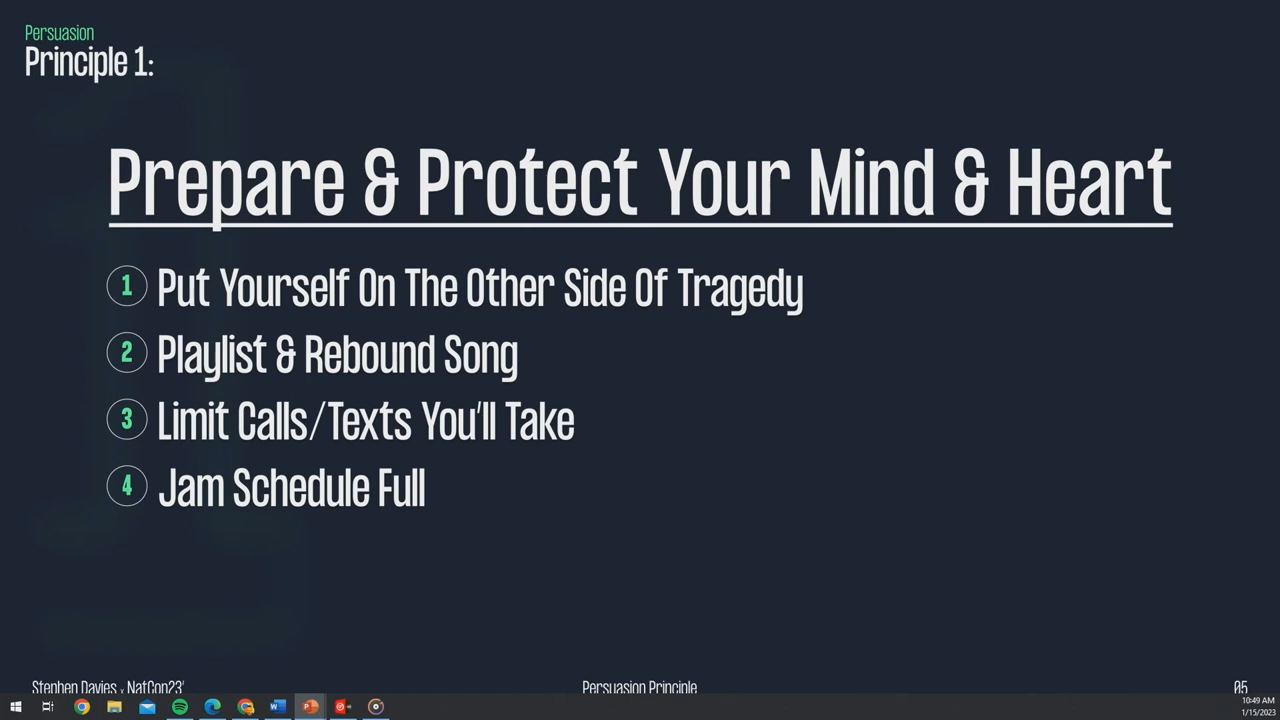 Persuasion
Principle 1:
Prepare & Protect Your Mind & Heart
1 Put Yourself On The Other Side Of Tragedy
2 Playlist & Rebound Song
3 Limit Calls/Texts You'll Take
4 Jam Schedule Full
Stephen Davies x NatCon23' Persuasion Principle 05
10:49 AM
1/15/2023